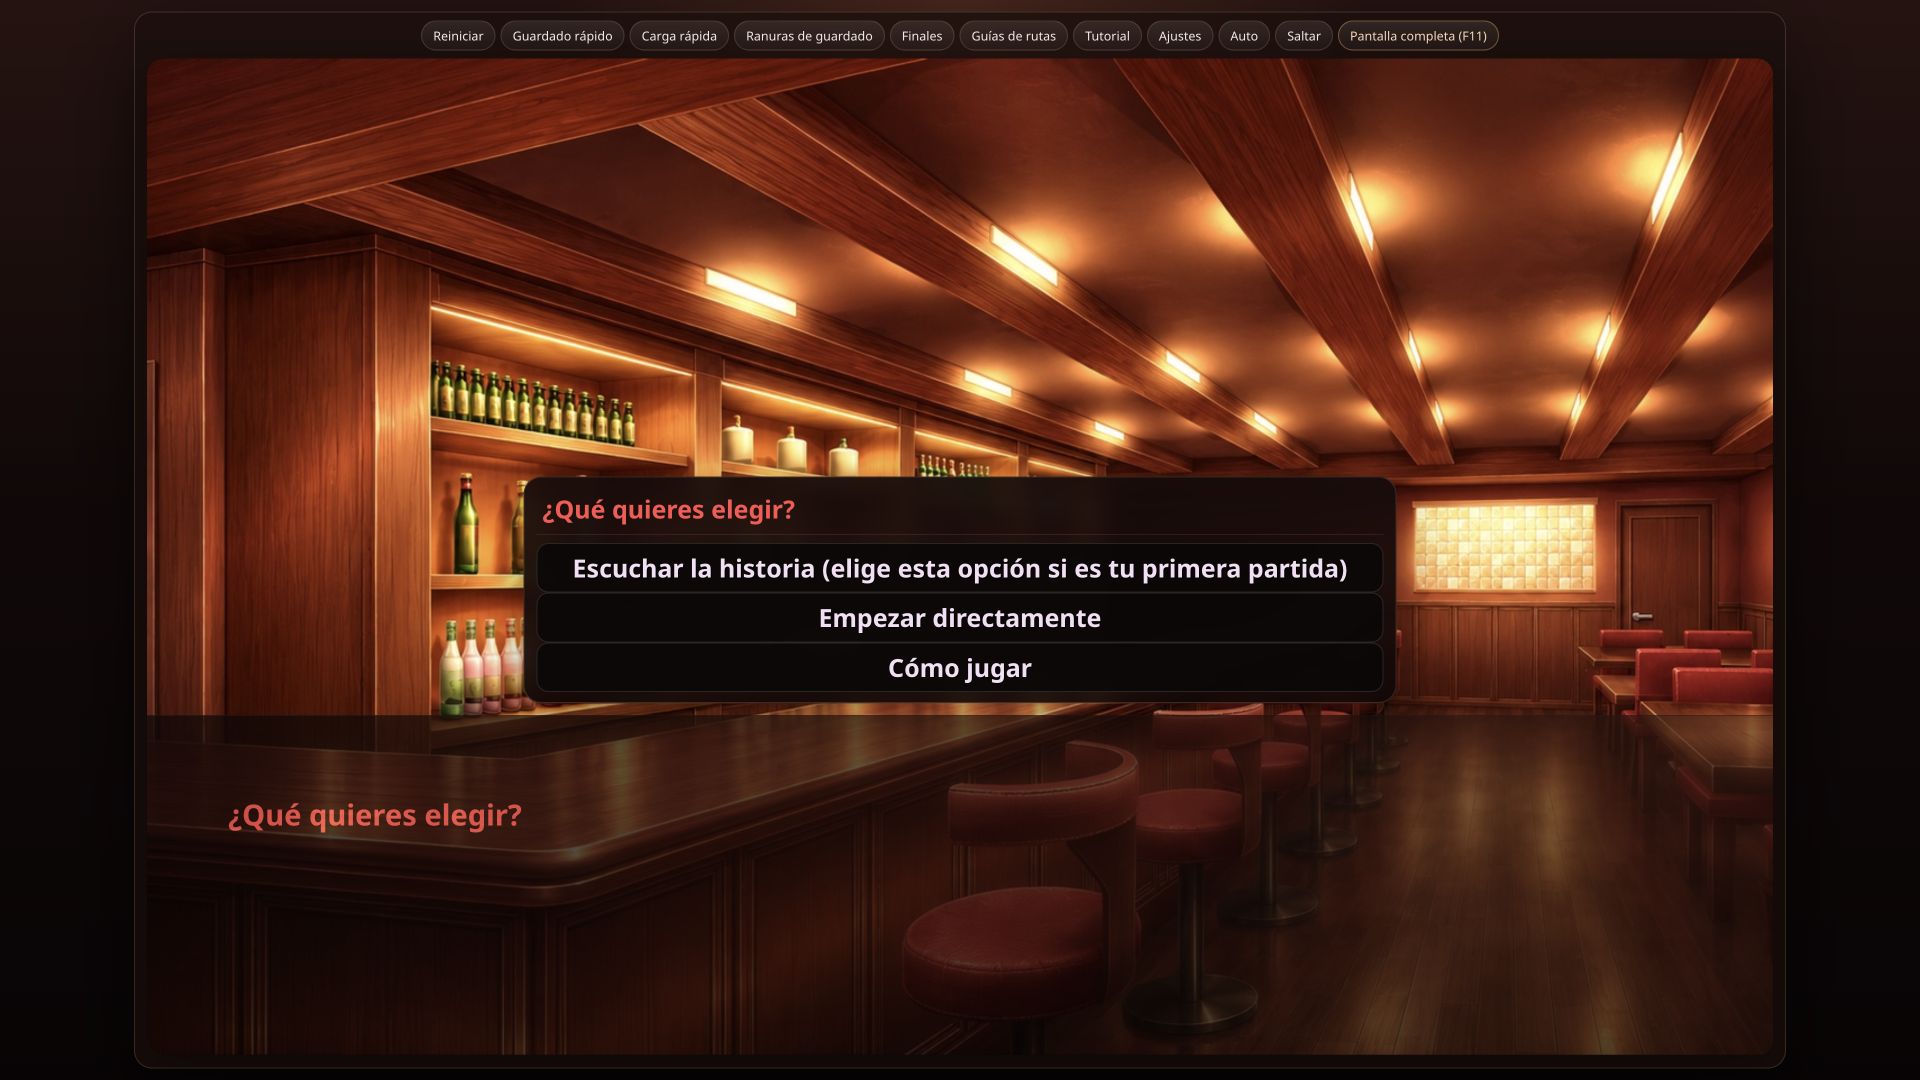 Reiniciar
Guardado rápido
Carga rápida
Ranuras de guardado
Finales
Guías de rutas
Tutorial
Ajustes
Auto
Saltar
Pantalla completa (F11)
¿Qué quieres elegir?
Escuchar la historia (elige esta opción si es tu primera partida)
Empezar directamente
Cómo jugar
¿Qué quieres elegir?